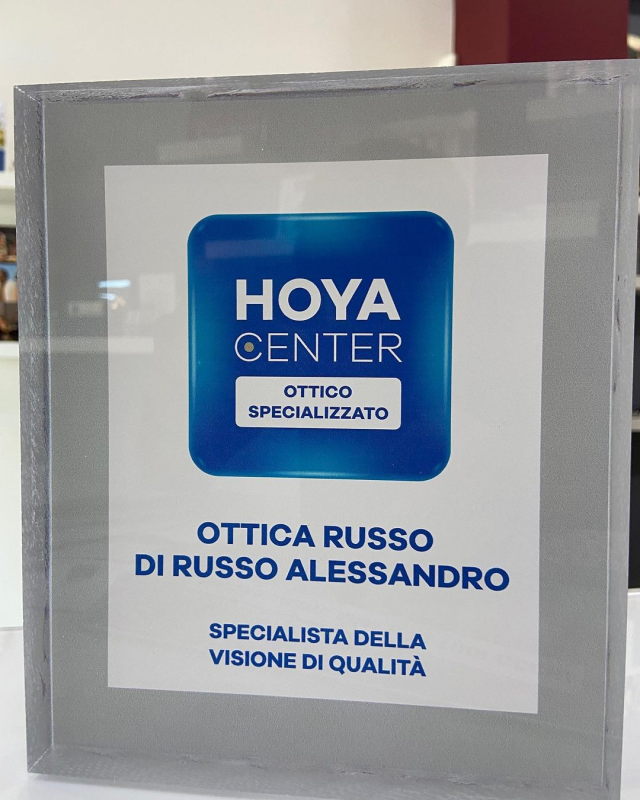 HOYA
CENTER
OTTICO
SPECIALIZZATO
OTTICA RUSSO
DI RUSSO ALESSANDRO
SPECIALISTA DELLA
VISIONE DI QUALITÀ